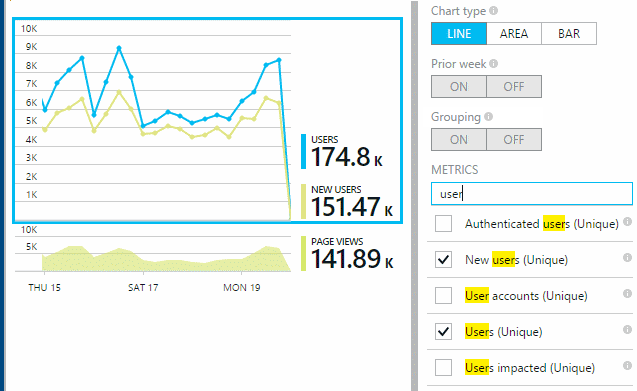 10K
9K
8K
7K
6K
5K
4K
3K
2K
1K
USERS
174.8 K
NEW USERS
151.47 K
10K
5K
PAGE VIEWS
141.89 K
THU 15 SAT 17 MON 19
Chart type
LINE AREA BAR
Prior week
ON OFF
Grouping
ON OFF
METRICS
user
Authenticated users (Unique)
New users (Unique)
User accounts (Unique)
Users (Unique)
Users impacted (Unique)